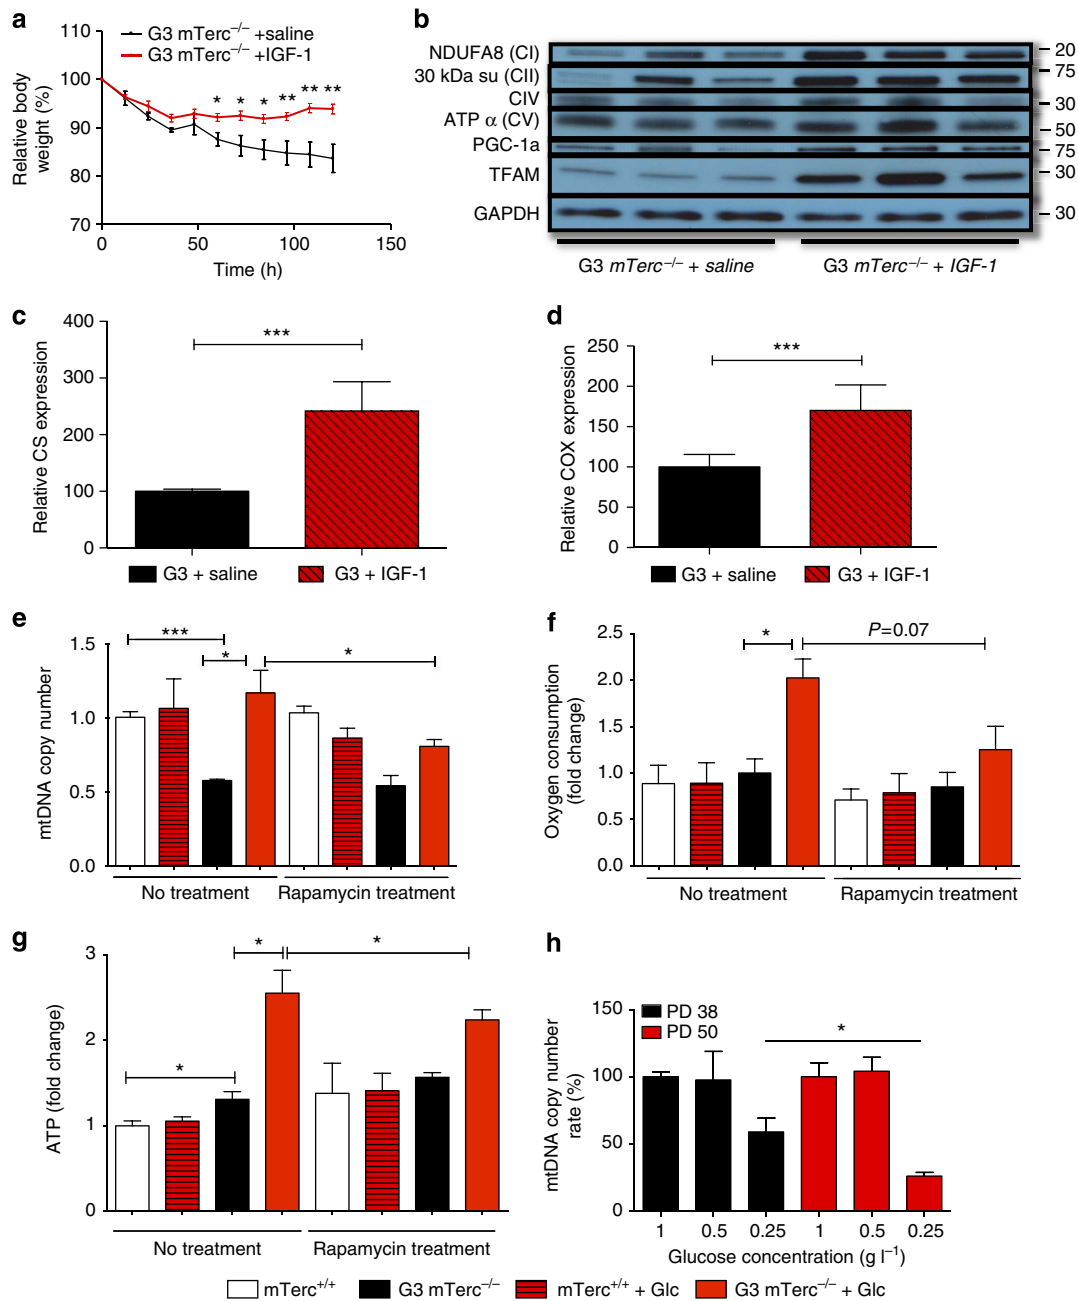 a
G3 mTerc–/– +saline
G3 mTerc–/– +IGF-1
Relative body
weight (%)
110
100
90
80
70
* * * ** ** **
0 50 100 150
Time (h)
b
NDUFA8 (CI)
30 kDa su (CII)
CIV
ATP α (CV)
PGC-1a
TFAM
GAPDH
20
75
30
50
75
30
30
G3 mTerc–/– + saline
G3 mTerc–/– + IGF-1
c
Relative CS expression
400
300
200
100
0
***
G3 + saline
G3 + IGF-1
d
Relative COX expression
250
200
150
100
50
0
***
G3 + saline
G3 + IGF-1
e
mtDNA copy number
1.5
1.0
0.5
0.0
***
*
*
No treatment
Rapamycin treatment
f
Oxygen consumption
(fold change)
2.5
2.0
1.5
1.0
0.5
0.0
*
P=0.07
No treatment
Rapamycin treatment
g
ATP (fold change)
3
2
1
0
*
*
*
No treatment
Rapamycin treatment
h
mtDNA copy number
rate (%)
150
100
50
0
PD 38
PD 50
*
1 0.5 0.25 1 0.5 0.25
Glucose concentration (g l–1)
mTerc+/+
G3 mTerc–/–
mTerc+/+ + Glc
G3 mTerc–/– + Glc